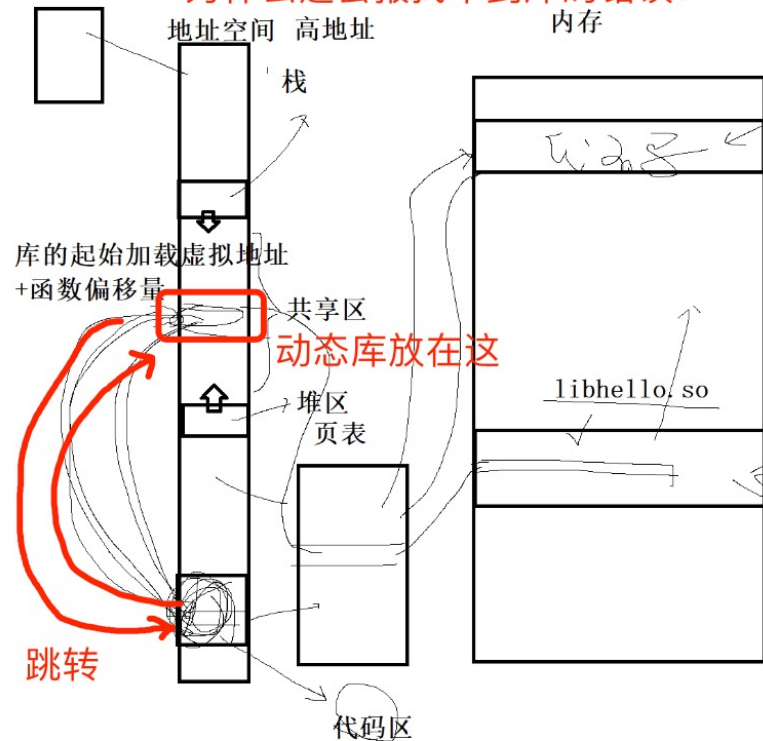 地址空间 高地址
内存
栈
库的起始加载虚拟地址
+函数偏移量
共享区
动态库放在这
libhello.so
堆区
页表
跳转
代码区